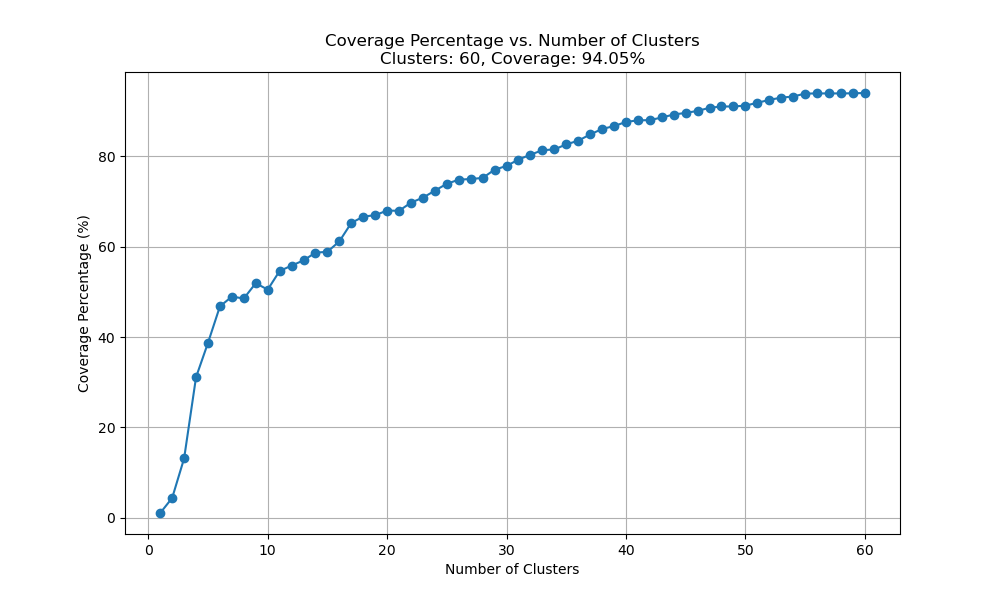 Coverage Percentage vs. Number of Clusters
Clusters: 60, Coverage: 94.05%
Coverage Percentage (%)
80
60
40
20
0
0 10 20 30 40 50 60
Number of Clusters